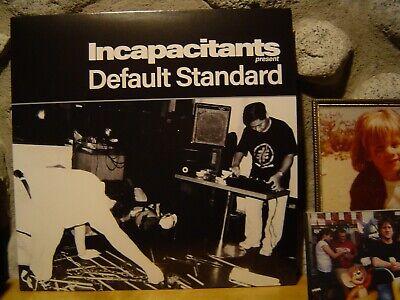 Incapacitants
present
Default Standard